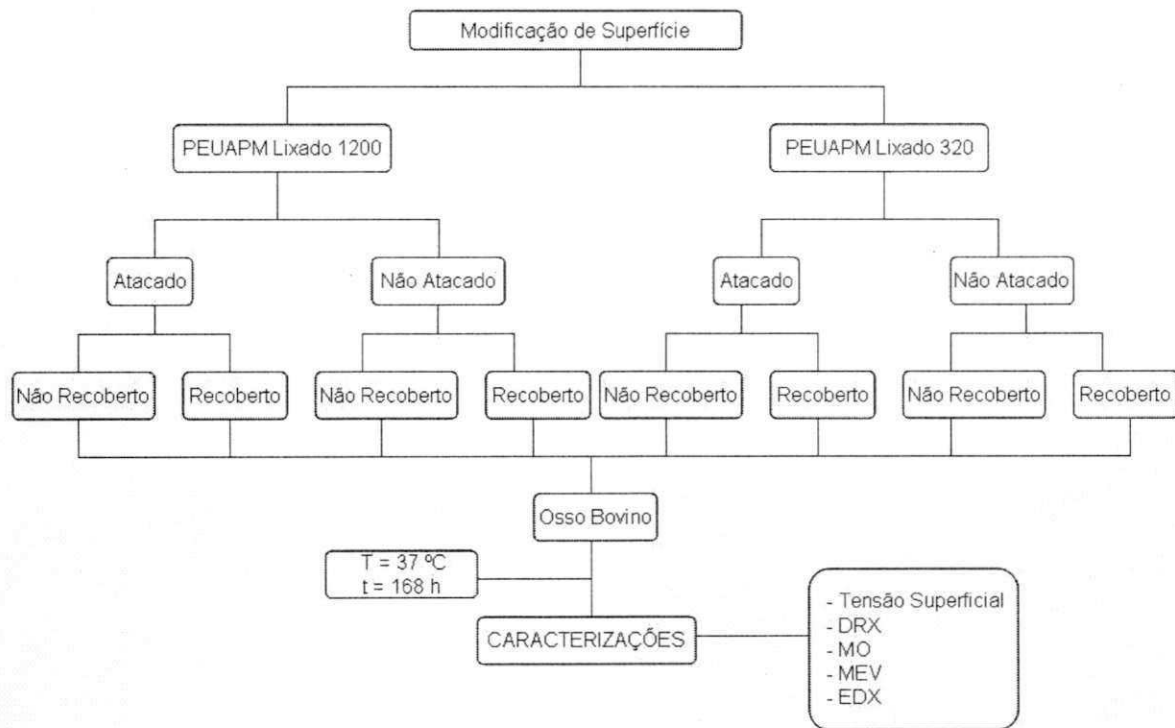 Modificação de Superfície
PEUAPM Lixado 1200
PEUAPM Lixado 320
Atacado
Não Atacado
Atacado
Não Atacado
Não Recoberto
Recoberto
Não Recoberto
Recoberto
Não Recoberto
Recoberto
Não Recoberto
Recoberto
Osso Bovino
T = 37 ºC
t = 168 h
CARACTERIZAÇÕES
- Tensão Superficial
- DRX
- MO
- MEV
- EDX